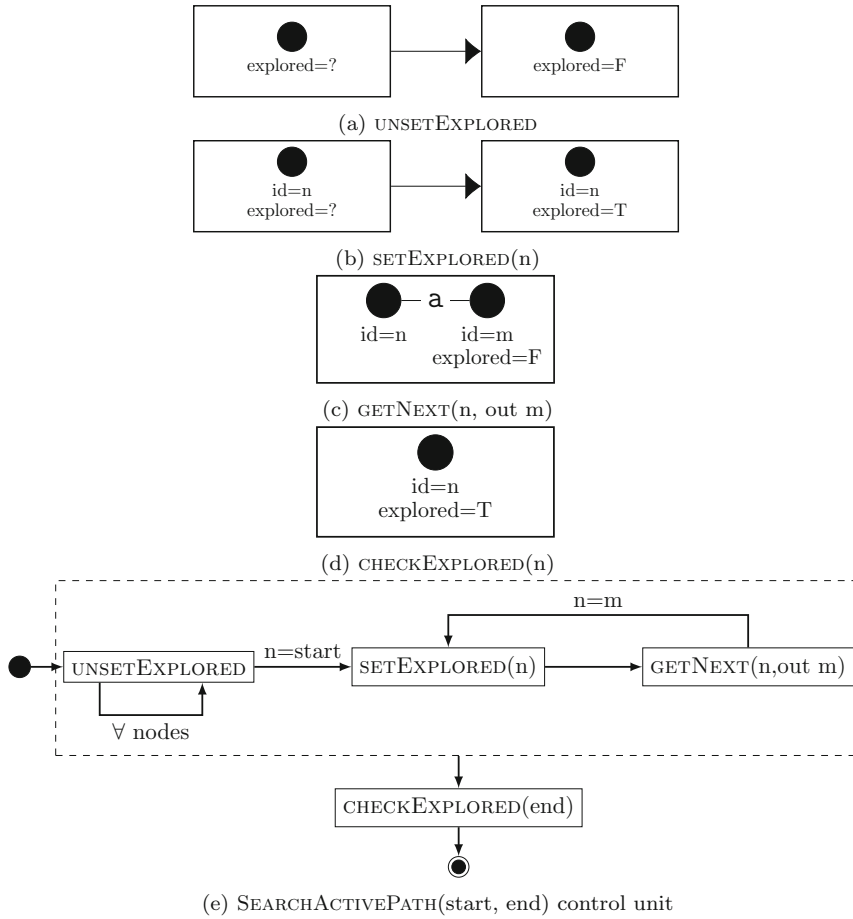 explored=? explored=F
(a) UNSETEXPLORED
id=n id=n
explored=? explored=T
(b) SETEXPLORED(n)
a
id=n id=m
explored=F
(c) GETNEXT(n, out m)
id=n
explored=T
(d) CHECKEXPLORED(n)
n=m
n=start
UNSETEXPLORED SETEXPLORED(n) GETNEXT(n,out m)
∀ nodes
CHECKEXPLORED(end)
(e) SEARCHACTIVEPATH(start, end) control unit